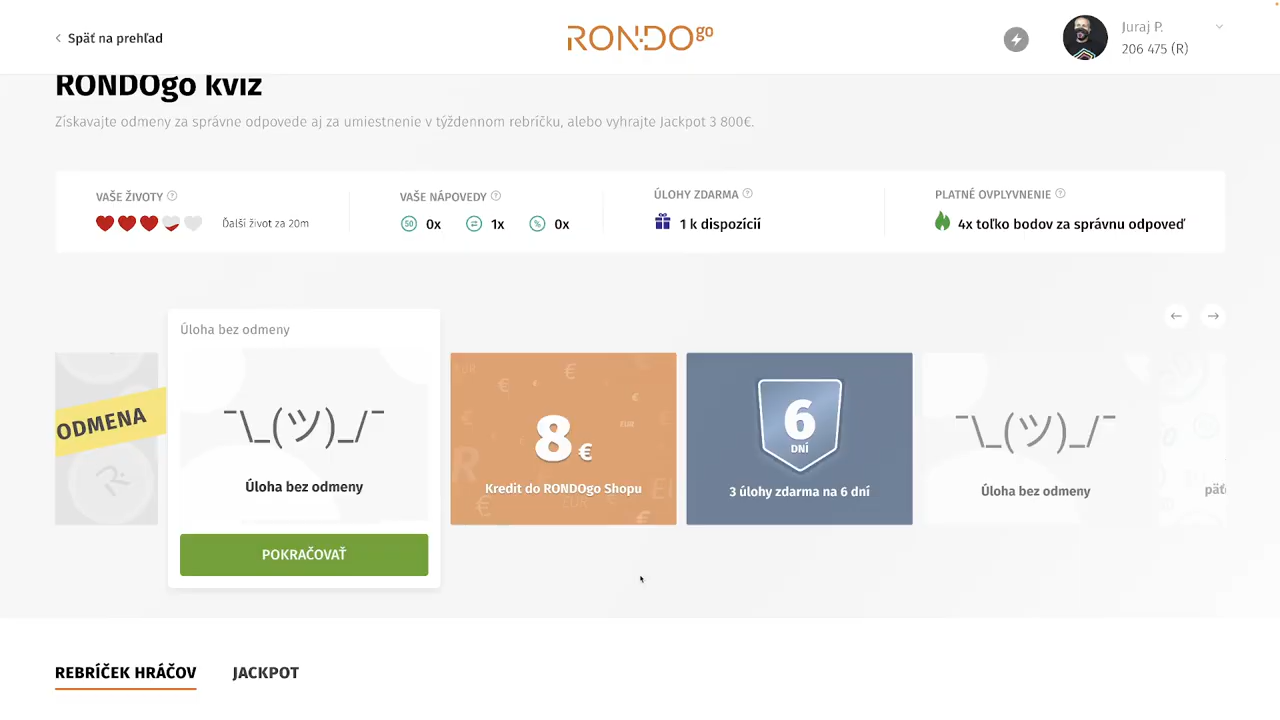 Späť na prehľad
RONDOgo
Juraj P.
206 475 (R)
RONDOgo kvíz
Získavajte odmeny za správne odpovede aj za umiestnenie v týždennom rebríčku, alebo vyhrajte Jackpot 3 800€.
VAŠE ŽIVOTY
Ďalší život za 20m
VAŠE NÁPOVEDY
50 0x 1x % 0x
ÚLOHY ZDARMA
1 k dispozícií
PLATNÉ OVPLYVNENIE
4x toľko bodov za správnu odpoveď
Úloha bez odmeny
ODMENA
¯\_(ツ)_/¯
Úloha bez odmeny
POKRAČOVAŤ
8 €
Kredit do RONDOgo Shopu
6
DNÍ
3 úlohy zdarma na 6 dní
¯\_(ツ)_/¯
Úloha bez odmeny
REBRÍČEK HRÁČOV
JACKPOT